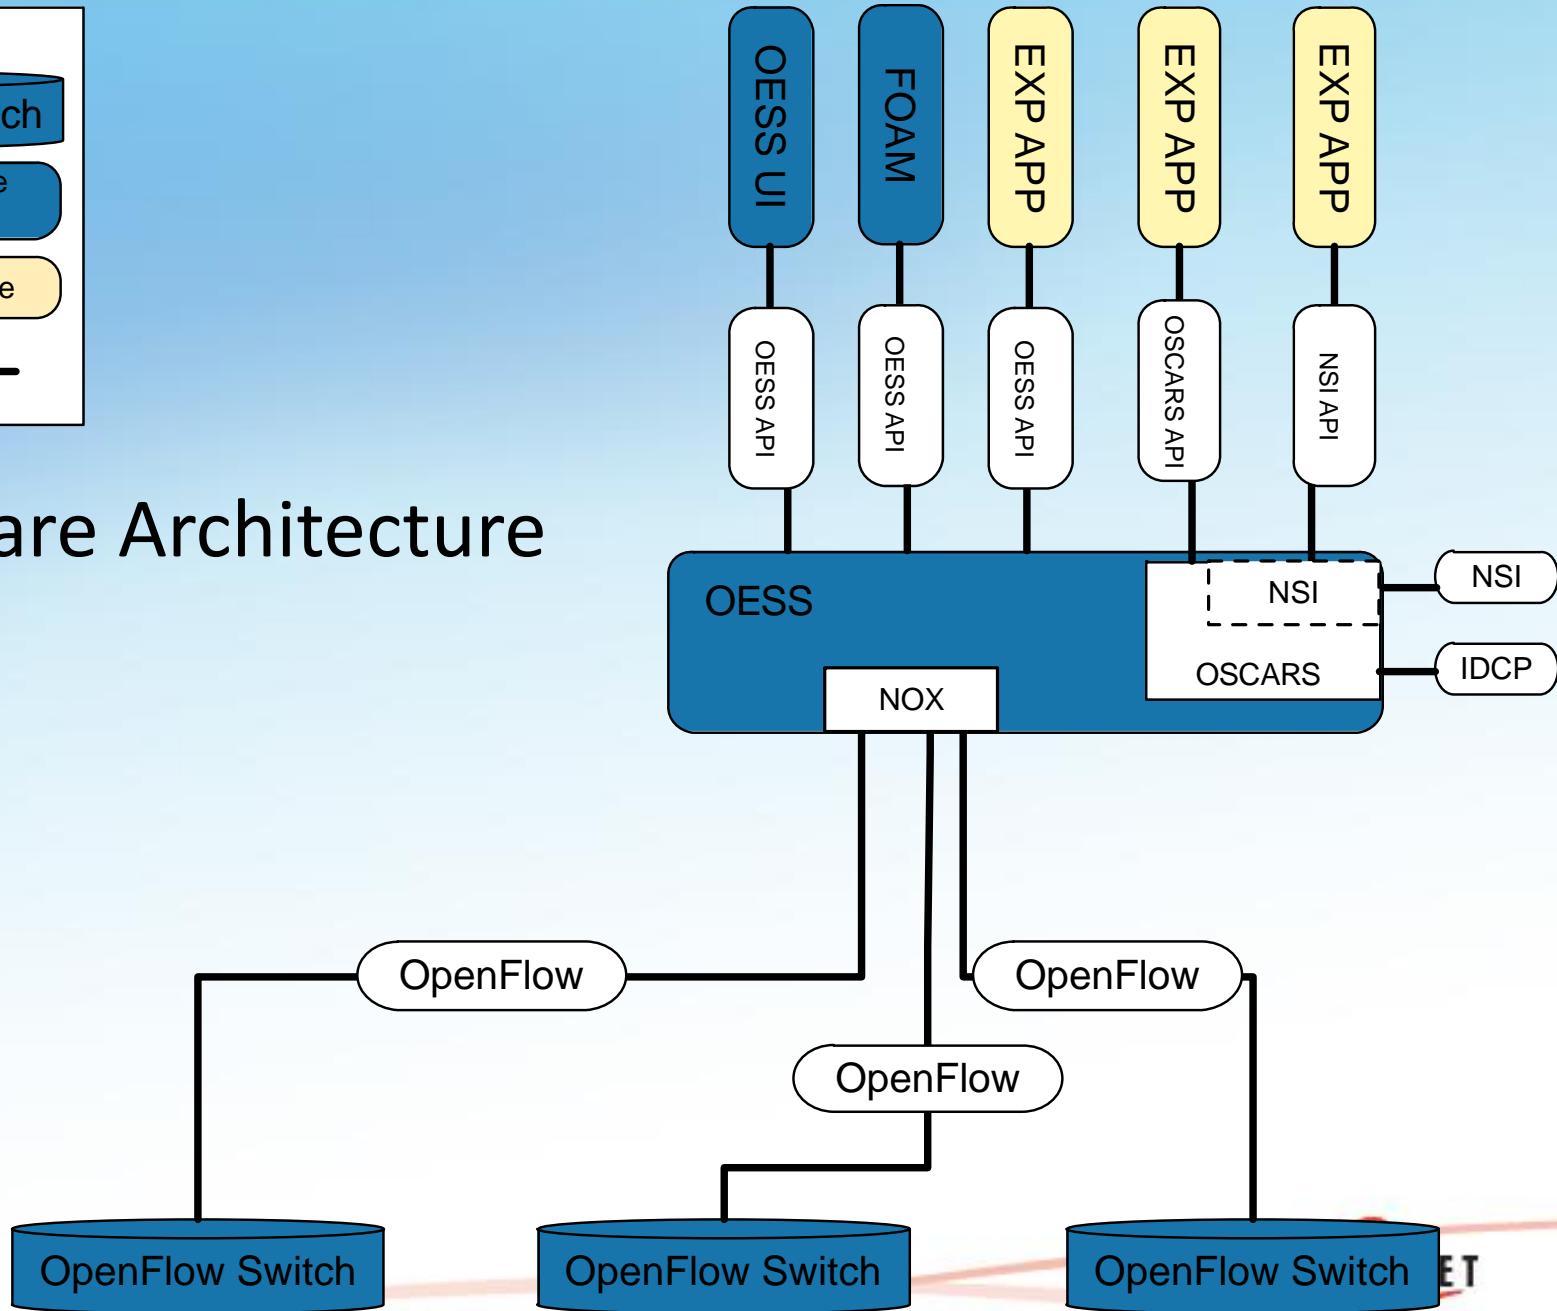 OESS UI
FOAM
EXP APP
EXP APP
EXP APP
ch
e
e
OESS API
OESS API
OESS API
OSCARS API
NSI API
are Architecture
OESS
NSI
NSI
OSCARS
IDCP
NOX
OpenFlow
OpenFlow
OpenFlow
OpenFlow Switch
OpenFlow Switch
OpenFlow Switch
ET